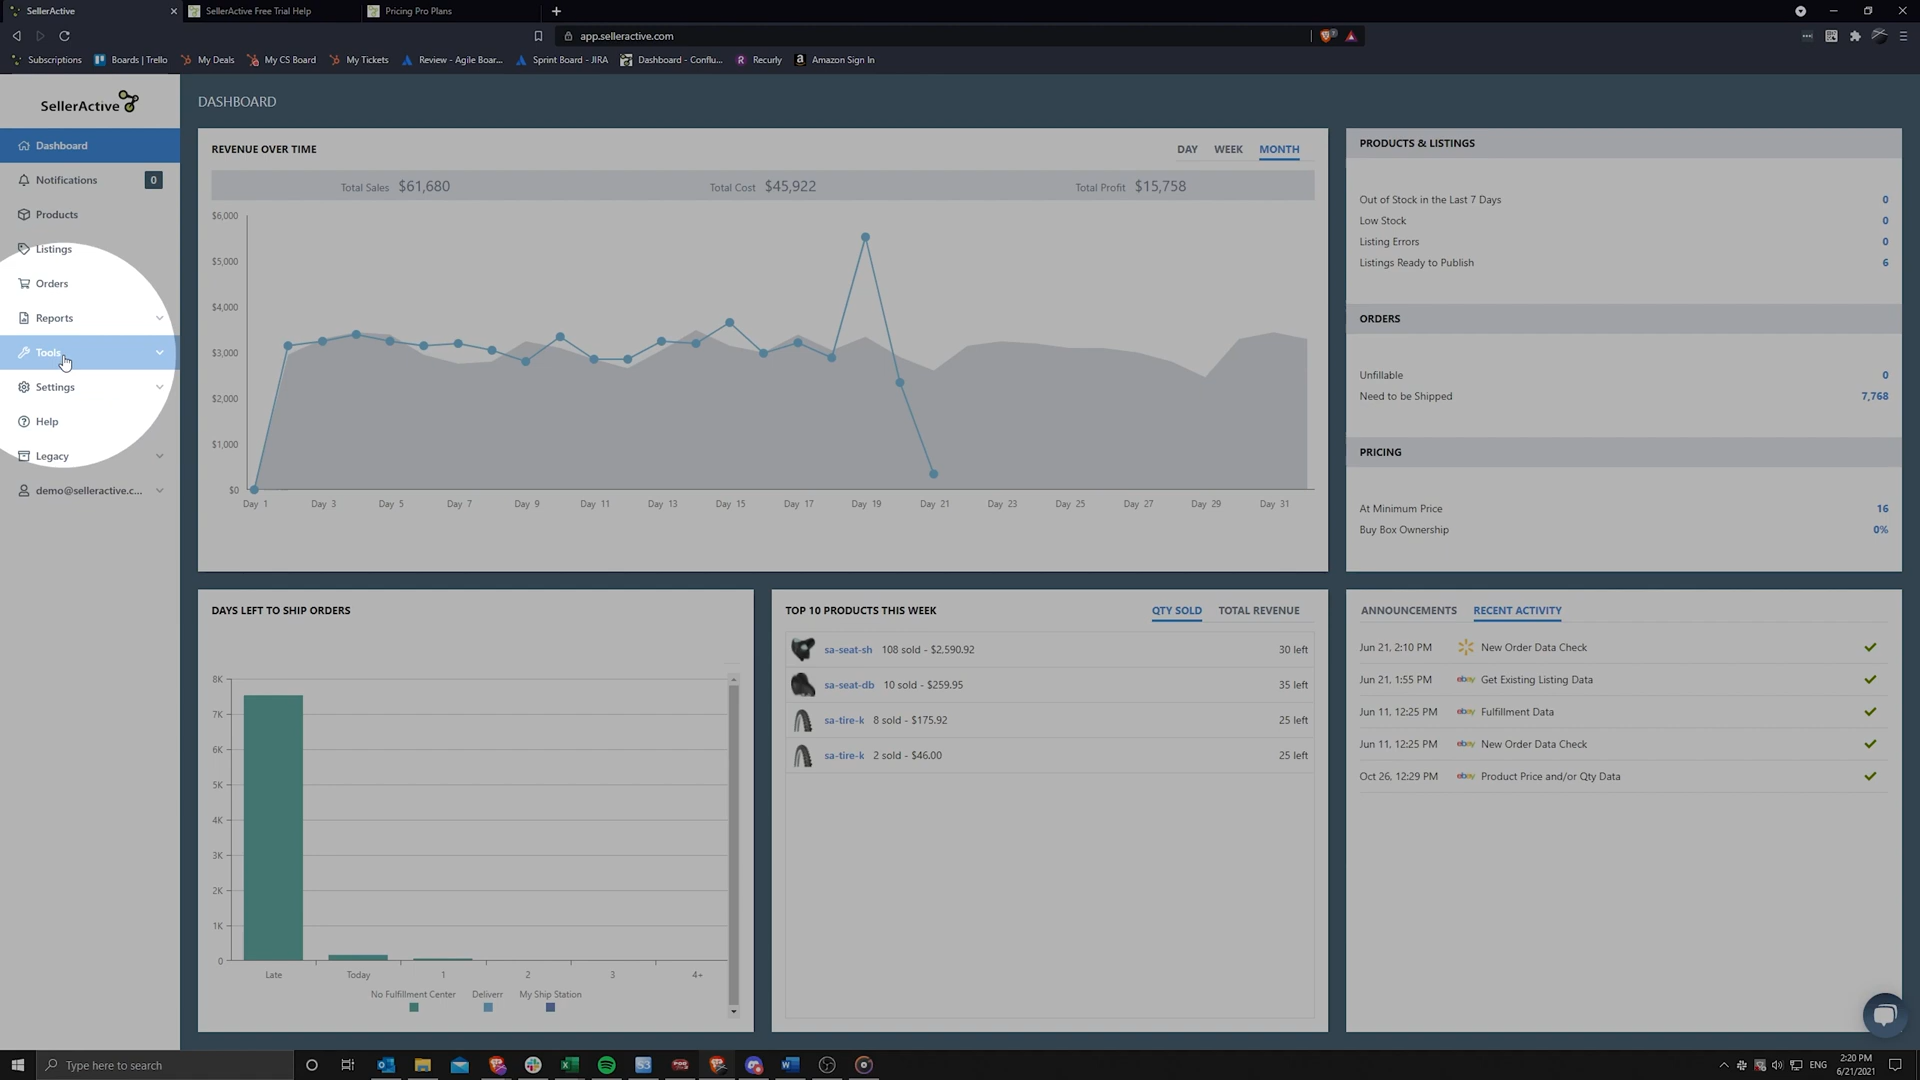 SellerActive
SellerActive Free Trial Help
Pricing Pro Plans
app.selleractive.com
Subscriptions
Boards | Trello
My Deals
My CS Board
My Tickets
Review - Agile Boar...
Sprint Board - JIRA
Dashboard - Conflu...
Recurly
Amazon Sign In
SellerActive
Dashboard
Notifications 0
Products
Listings
Orders
Reports
Tools
Settings
Help
Legacy
demo@selleractive.c...
DASHBOARD
REVENUE OVER TIME
DAY WEEK MONTH
Total Sales $61,680 Total Cost $45,922 Total Profit $15,758
$6,000
$5,000
$4,000
$3,000
$2,000
$1,000
$0
Day 1 Day 3 Day 5 Day 7 Day 9 Day 11 Day 13 Day 15 Day 17 Day 19 Day 21 Day 23 Day 25 Day 27 Day 29 Day 31
PRODUCTS & LISTINGS
Out of Stock in the Last 7 Days 0
Low Stock 0
Listing Errors 0
Listings Ready to Publish 6
ORDERS
Unfillable 0
Need to be Shipped 7,768
PRICING
At Minimum Price 16
Buy Box Ownership 0%
DAYS LEFT TO SHIP ORDERS
8K
7K
6K
5K
4K
3K
2K
1K
0
Late Today 1 2 3 4+
No Fulfillment Center Deliverr My Ship Station
TOP 10 PRODUCTS THIS WEEK
QTY SOLD TOTAL REVENUE
sa-seat-sh 108 sold - $2,590.92 30 left
sa-seat-db 10 sold - $259.95 35 left
sa-tire-k 8 sold - $175.92 25 left
sa-tire-k 2 sold - $46.00 25 left
ANNOUNCEMENTS RECENT ACTIVITY
Jun 21, 2:10 PM New Order Data Check
Jun 21, 1:55 PM ebay Get Existing Listing Data
Jun 11, 12:25 PM ebay Fulfillment Data
Jun 11, 12:25 PM ebay New Order Data Check
Oct 26, 12:29 PM ebay Product Price and/or Qty Data
Type here to search
ENG
2:20 PM
6/21/2021